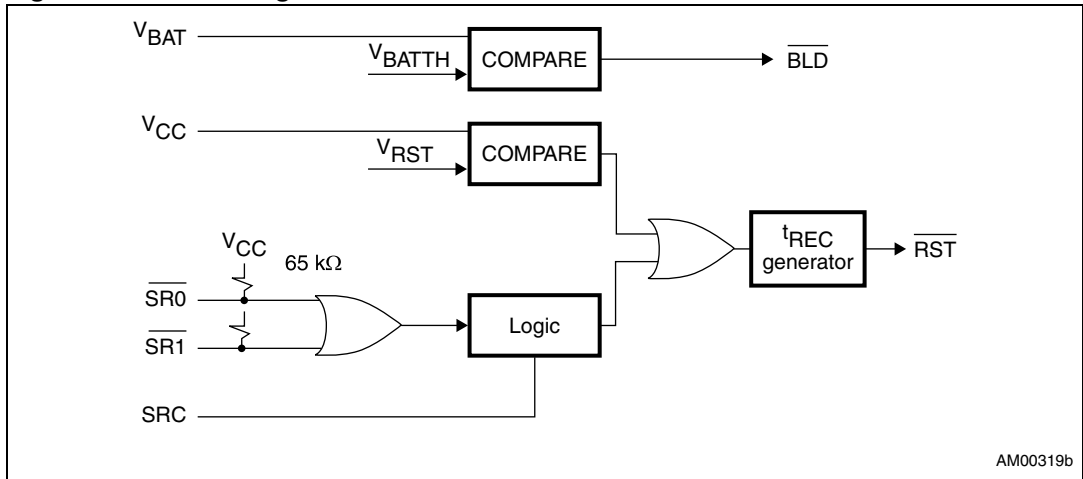 VBAT
VBATTH
COMPARE
BLD
VCC
VRST
COMPARE
VCC
65 kΩ
tREC
generator
RST
SR0
SR1
Logic
SRC
AM00319b